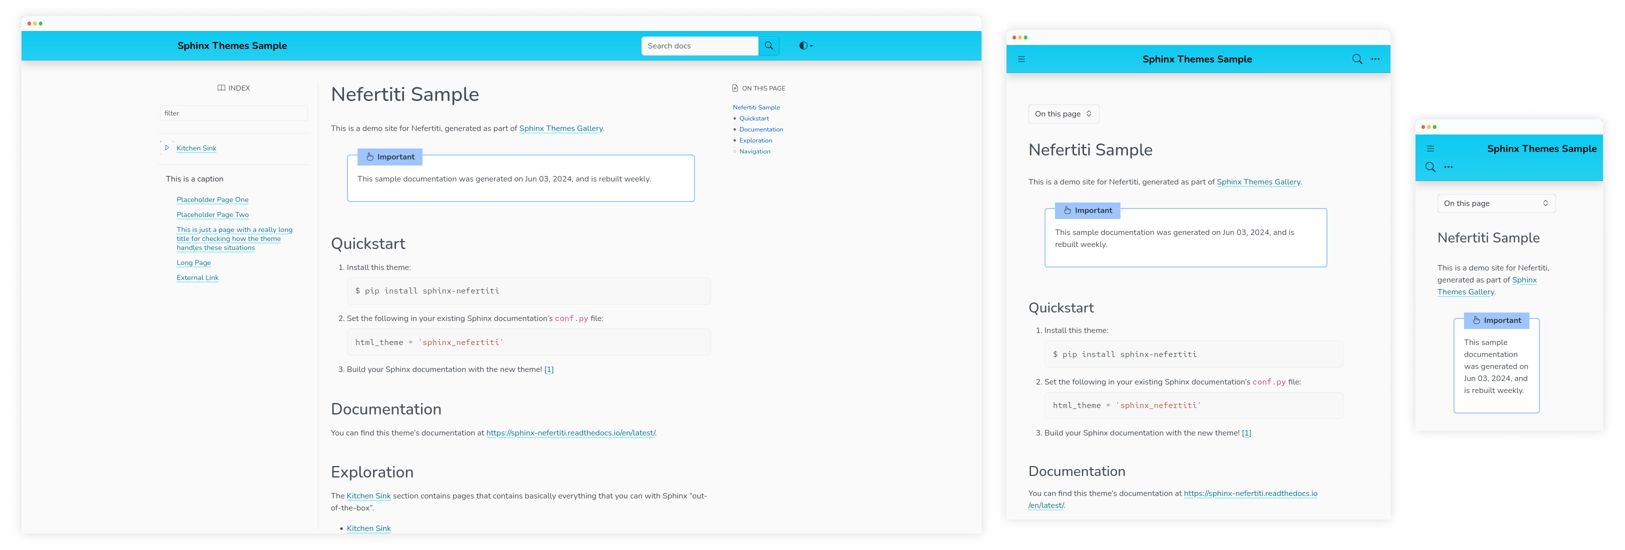 Sphinx Themes Sample
Search docs
INDEX
filter
Kitchen Sink
This is a caption
Placeholder Page One
Placeholder Page Two
This is just a page with a really long
title for checking how the theme
handles these situations
Long Page
External Link
Nefertiti Sample
This is a demo site for Nefertiti, generated as part of Sphinx Themes Gallery.
Important
This sample documentation was generated on Jun 03, 2024, and is rebuilt weekly.
Quickstart
1. Install this theme:
$ pip install sphinx-nefertiti
2. Set the following in your existing Sphinx documentation's conf.py file:
html_theme = 'sphinx_nefertiti'
3. Build your Sphinx documentation with the new theme! [1]
Documentation
You can find this theme's documentation at https://sphinx-nefertiti.readthedocs.io/en/latest/.
Exploration
The Kitchen Sink section contains pages that contains basically everything that you can with Sphinx "out-
of-the-box".
• Kitchen Sink
ON THIS PAGE
Nefertiti Sample
• Quickstart
• Documentation
• Exploration
Navigation
Sphinx Themes Sample
On this page
Nefertiti Sample
This is a demo site for Nefertiti, generated as part of Sphinx Themes Gallery.
Important
This sample documentation was generated on Jun 03, 2024, and is
rebuilt weekly.
Quickstart
1. Install this theme:
$ pip install sphinx-nefertiti
2. Set the following in your existing Sphinx documentation's conf.py file:
html_theme = 'sphinx_nefertiti'
3. Build your Sphinx documentation with the new theme! [1]
Documentation
You can find this theme's documentation at https://sphinx-nefertiti.readthedocs.io
/en/latest/.
Sphinx Themes Sample
On this page
Nefertiti Sample
This is a demo site for Nefertiti,
generated as part of Sphinx
Themes Gallery.
Important
This sample
documentation
was generated on
Jun 03, 2024, and
is rebuilt weekly.